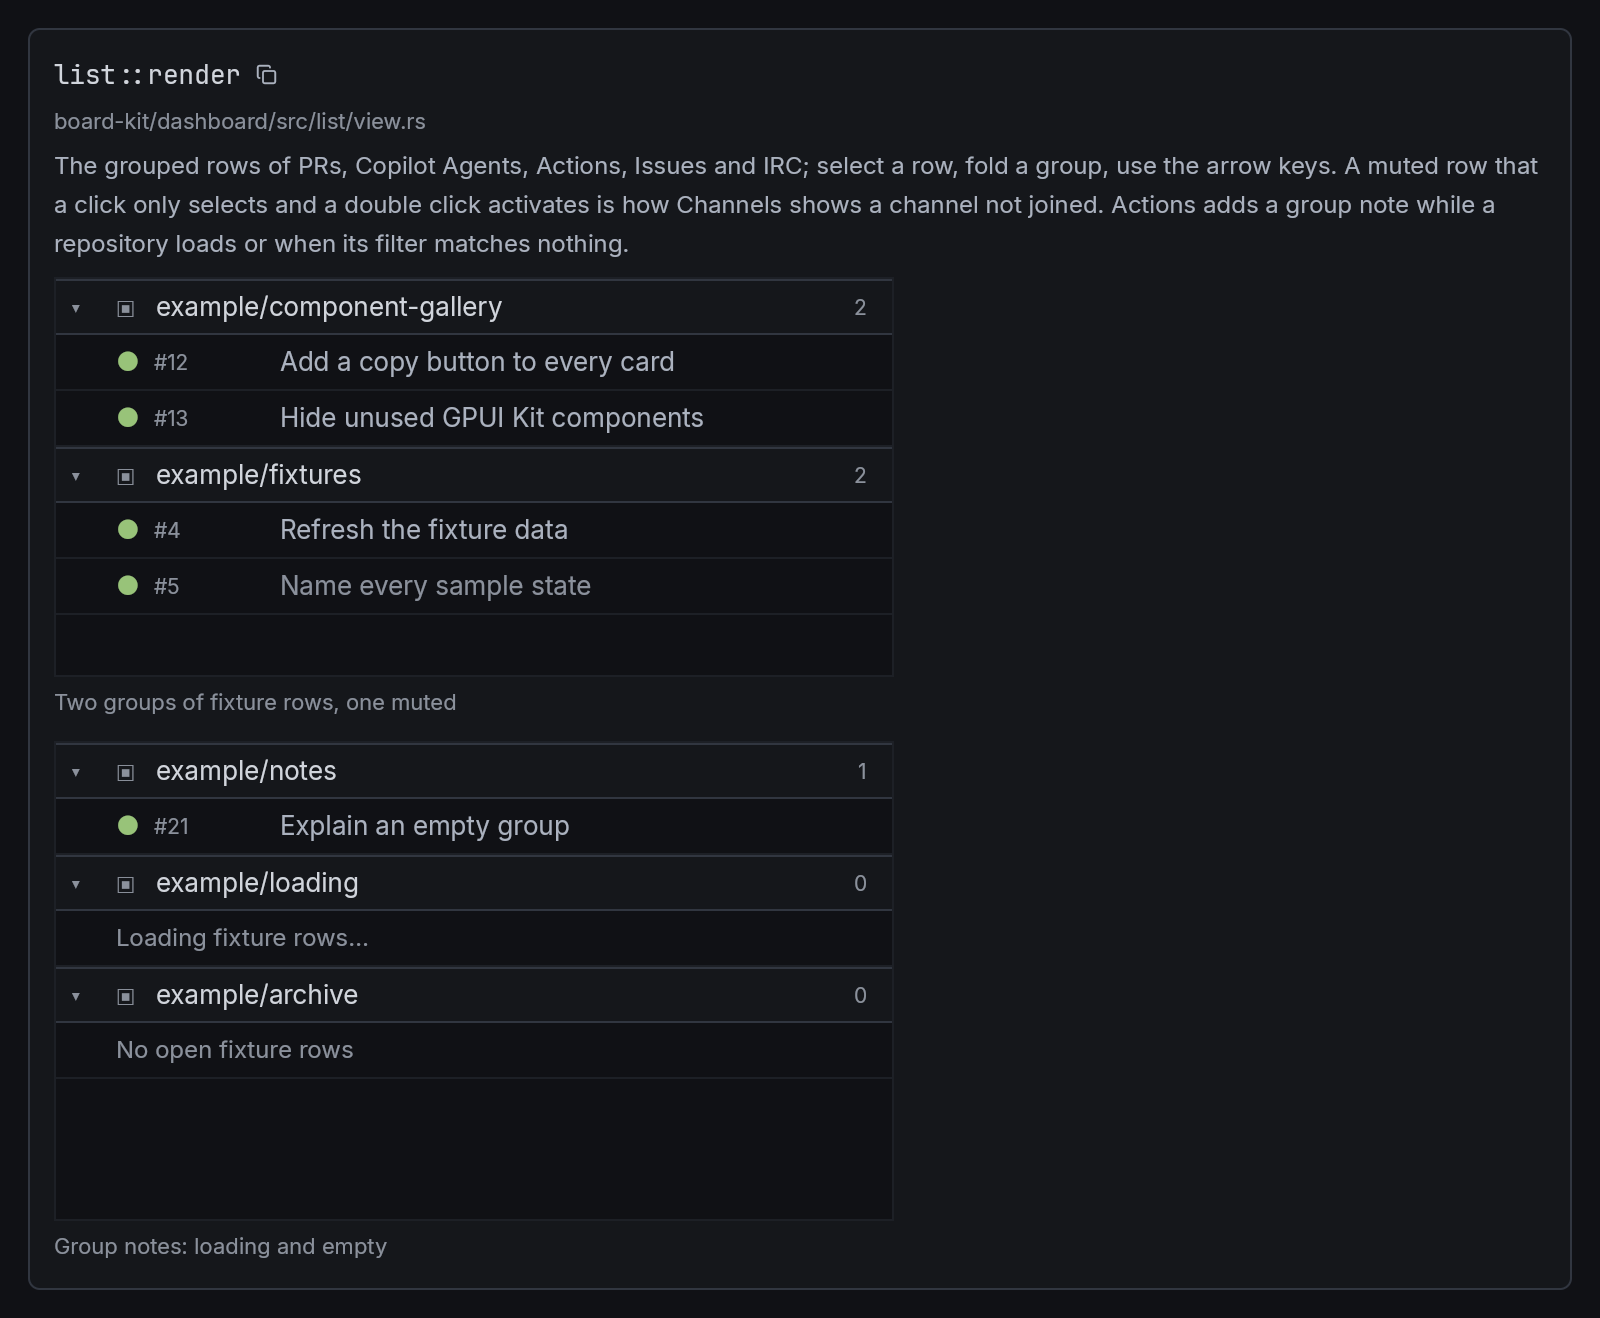 list::render
board-kit/dashboard/src/list/view.rs
The grouped rows of PRs, Copilot Agents, Actions, Issues and IRC; select a row, fold a group, use the arrow keys. A muted row that
a click only selects and a double click activates is how Channels shows a channel not joined. Actions adds a group note while a
repository loads or when its filter matches nothing.
▾ ▣ example/component-gallery 2
#12 Add a copy button to every card
#13 Hide unused GPUI Kit components
▾ ▣ example/fixtures 2
#4 Refresh the fixture data
#5 Name every sample state
Two groups of fixture rows, one muted
▾ ▣ example/notes 1
#21 Explain an empty group
▾ ▣ example/loading 0
Loading fixture rows...
▾ ▣ example/archive 0
No open fixture rows
Group notes: loading and empty